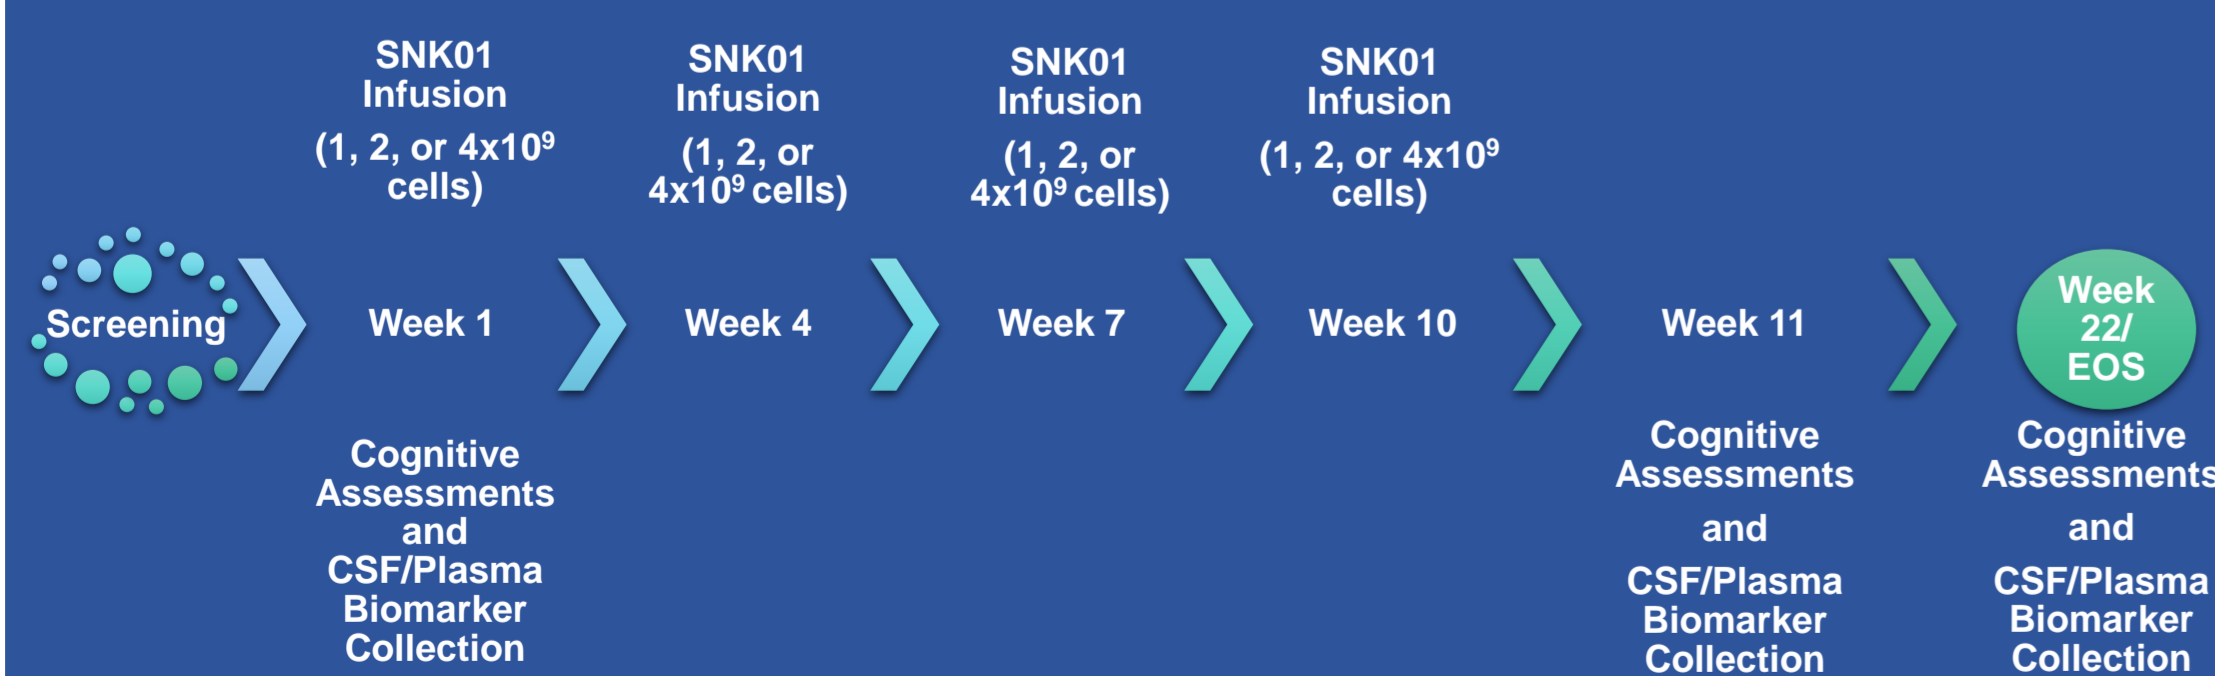 SNK01
Infusion
(1, 2, or 4x10⁹
cells)
SNK01
Infusion
(1, 2, or
4x10⁹ cells)
SNK01
Infusion
(1, 2, or
4x10⁹ cells)
SNK01
Infusion
(1, 2, or 4x10⁹
cells)
Screening
Week 1
Week 4
Week 7
Week 10
Week 11
Week
22/
EOS
Cognitive
Assessments
and
CSF/Plasma
Biomarker
Collection
Cognitive
Assessments
and
CSF/Plasma
Biomarker
Collection
Cognitive
Assessments
and
CSF/Plasma
Biomarker
Collection